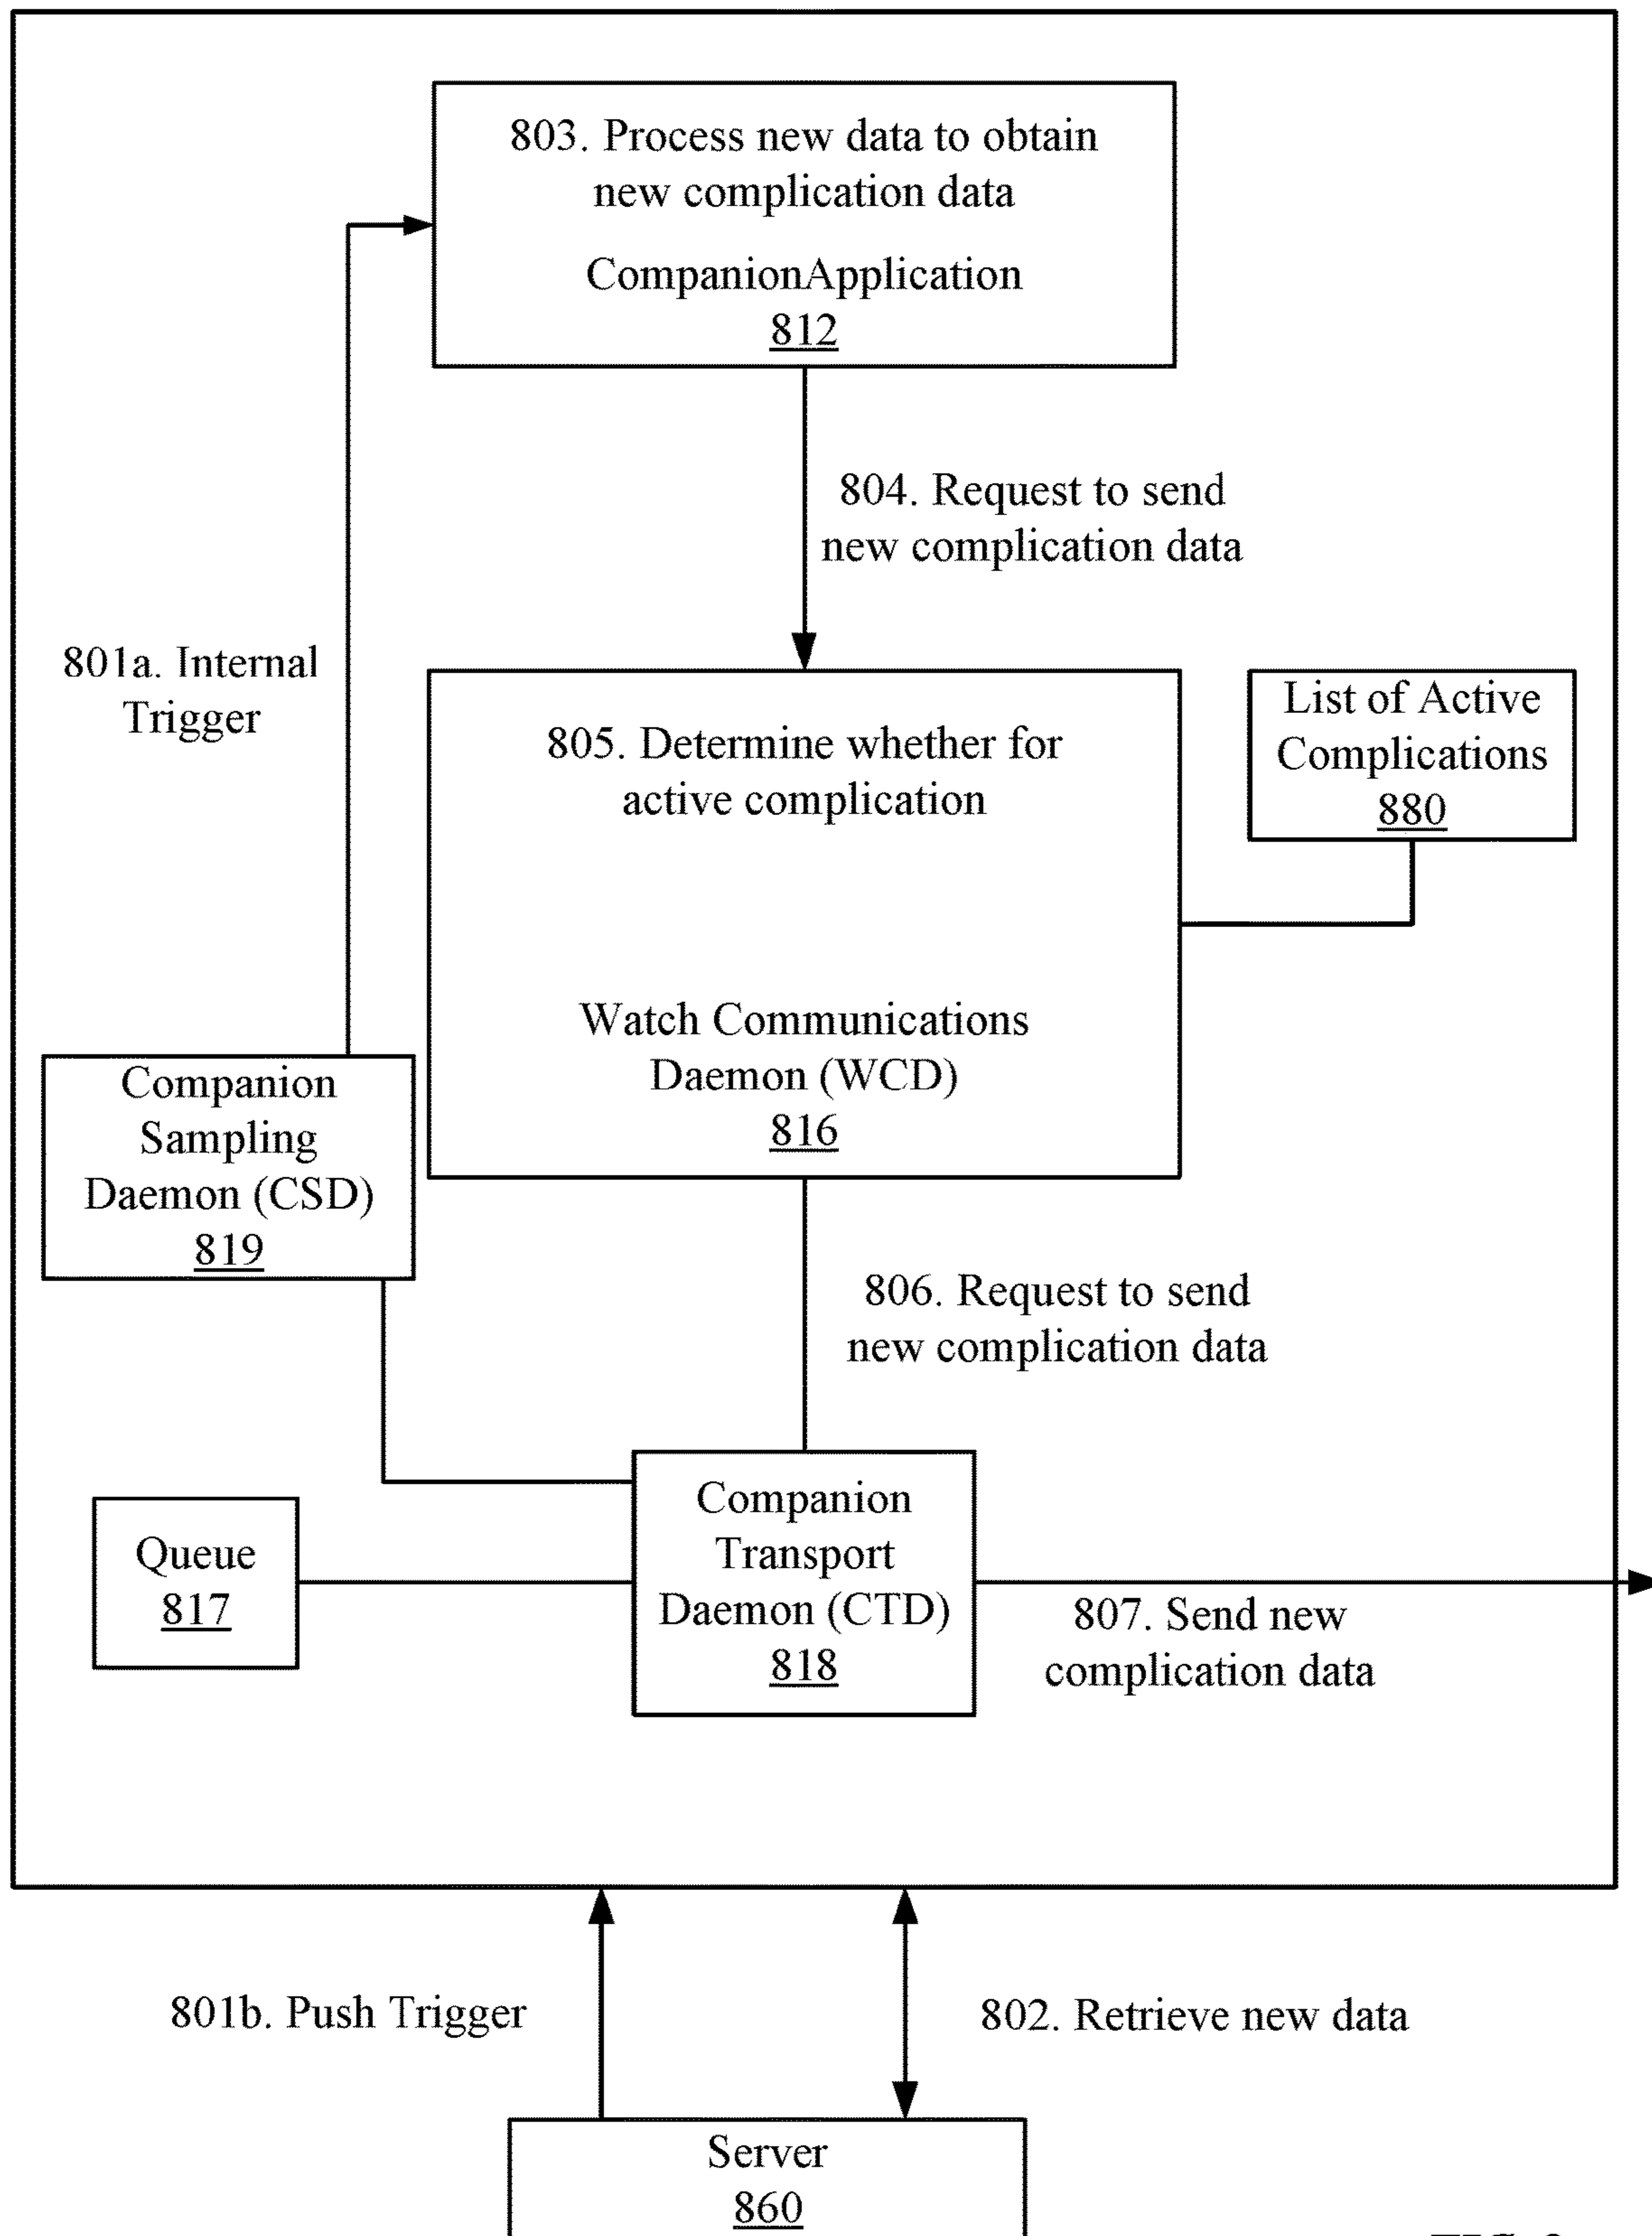 803. Process new data to obtain
new complication data
CompanionApplication
812
804. Request to send
new complication data
801a. Internal
Trigger
805. Determine whether for
active complication
List of Active
Complications
880
Watch Communications
Daemon (WCD)
816
Companion
Sampling
Daemon (CSD)
819
806. Request to send
new complication data
Queue
817
Companion
Transport
Daemon (CTD)
818
807. Send new
complication data
801b. Push Trigger
802. Retrieve new data
Server
860